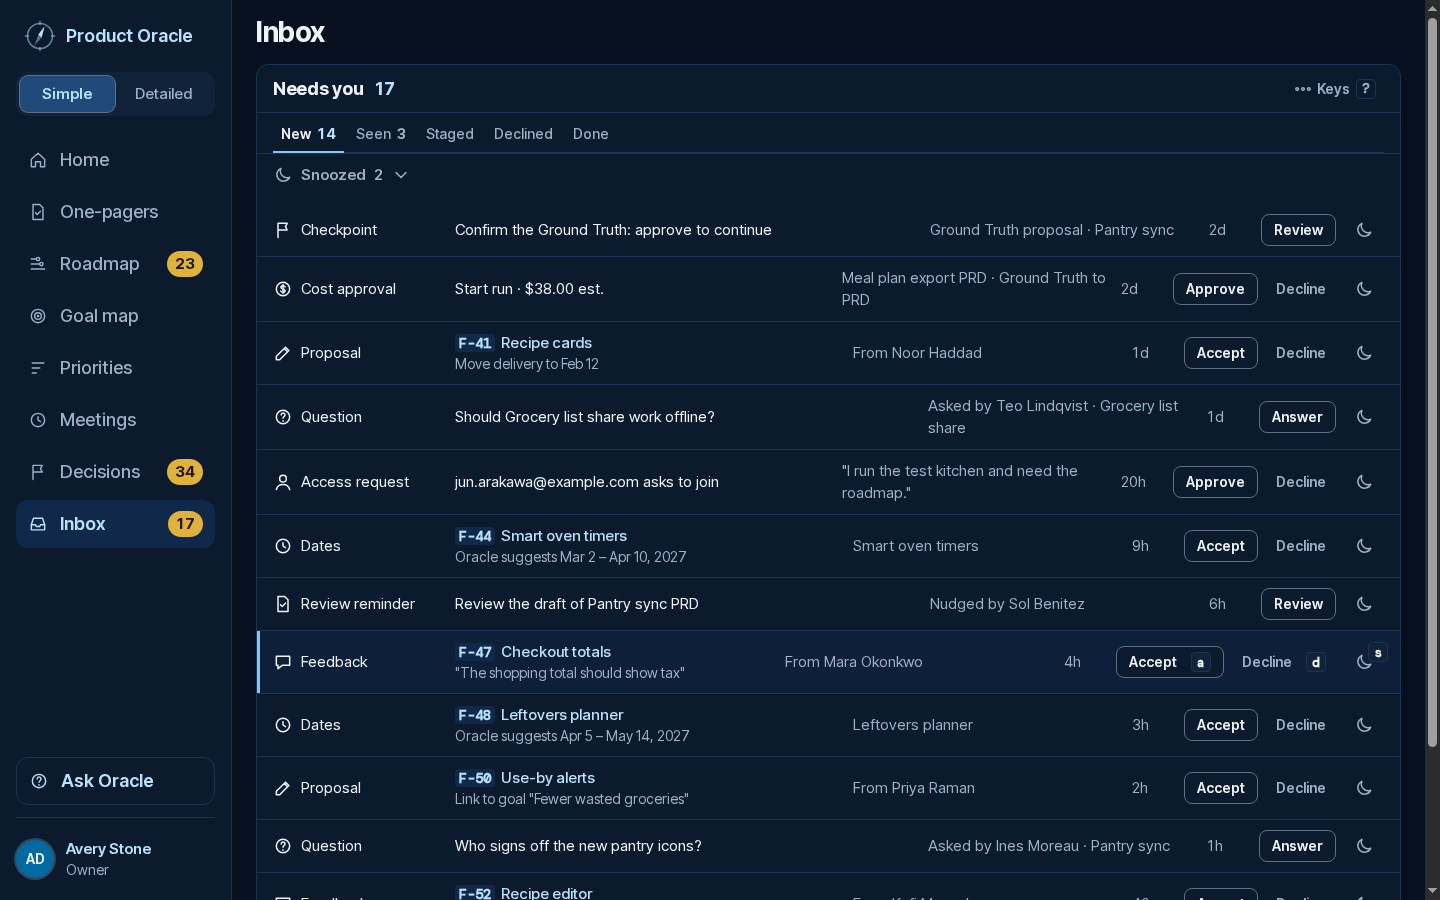 Product Oracle
Simple
Detailed
Home
One-pagers
Roadmap 23
Goal map
Priorities
Meetings
Decisions 34
Inbox 17
Ask Oracle
AD
Avery Stone
Owner
Inbox
Needs you 17
Keys ?
New 14 Seen 3 Staged Declined Done
Snoozed 2
Checkpoint Confirm the Ground Truth: approve to continue Ground Truth proposal · Pantry sync 2d Review
Cost approval Start run · $38.00 est. Meal plan export PRD · Ground Truth to
PRD 2d Approve Decline
Proposal F-41 Recipe cards
Move delivery to Feb 12
From Noor Haddad 1d Accept Decline
Question Should Grocery list share work offline? Asked by Teo Lindqvist · Grocery list
share 1d Answer
Access request jun.arakawa@example.com asks to join "I run the test kitchen and need the
roadmap." 20h Approve Decline
Dates F-44 Smart oven timers
Oracle suggests Mar 2 – Apr 10, 2027
Smart oven timers 9h Accept Decline
Review reminder Review the draft of Pantry sync PRD Nudged by Sol Benitez 6h Review
Feedback F-47 Checkout totals
"The shopping total should show tax"
From Mara Okonkwo 4h Accept a Decline d s
Dates F-48 Leftovers planner
Oracle suggests Apr 5 – May 14, 2027
Leftovers planner 3h Accept Decline
Proposal F-50 Use-by alerts
Link to goal "Fewer wasted groceries"
From Priya Raman 2h Accept Decline
Question Who signs off the new pantry icons? Asked by Ines Moreau · Pantry sync 1h Answer
F-52 Recipe editor